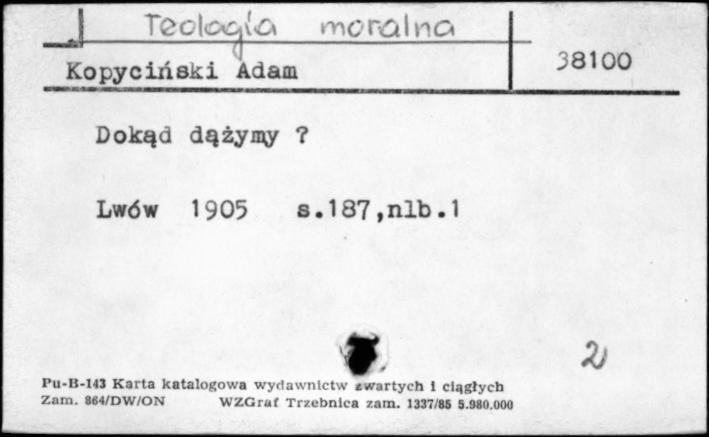 Teologia moralna
Kopyciński Adam
38100
Dokąd dążymy ?
Lwów 1905 s.187,nlb.1
2
Pu-B-143 Karta katalogowa wydawnictw zwartych i ciągłych
Zam. 864/DW/ON WZGraf Trzebnica zam. 1337/85 5.980.000